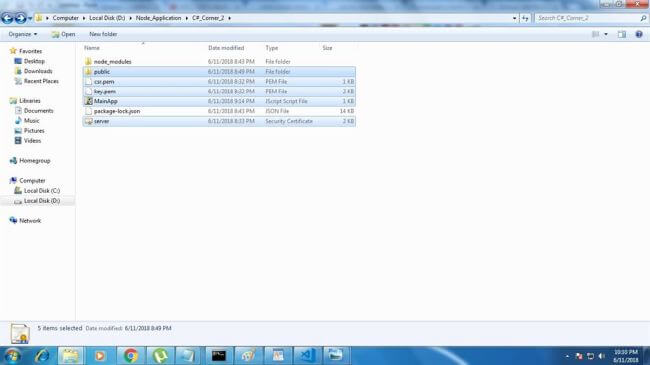 Computer ▸ Local Disk (D:) ▸ Node_Application ▸ C#_Corner_2 ▸
Search C#_Corner_2
Organize Open New folder
Name Date modified Type Size
Favorites
Desktop
Downloads
Recent Places
Libraries
Documents
Music
Pictures
Videos
Homegroup
Computer
Local Disk (C:)
Local Disk (D:)
Network
node_modules 6/11/2018 8:43 PM File folder
public 6/11/2018 8:49 PM File folder
csr.pem 6/11/2018 8:32 PM PEM File 1 KB
key.pem 6/11/2018 8:32 PM PEM File 2 KB
MainApp 6/11/2018 9:14 PM JScript Script File 1 KB
package-lock.json 6/11/2018 8:43 PM JSON File 14 KB
server 6/11/2018 8:33 PM Security Certificate 2 KB
5 items selected Date modified: 6/11/2018 8:49 PM
10:10 PM
6/11/2018